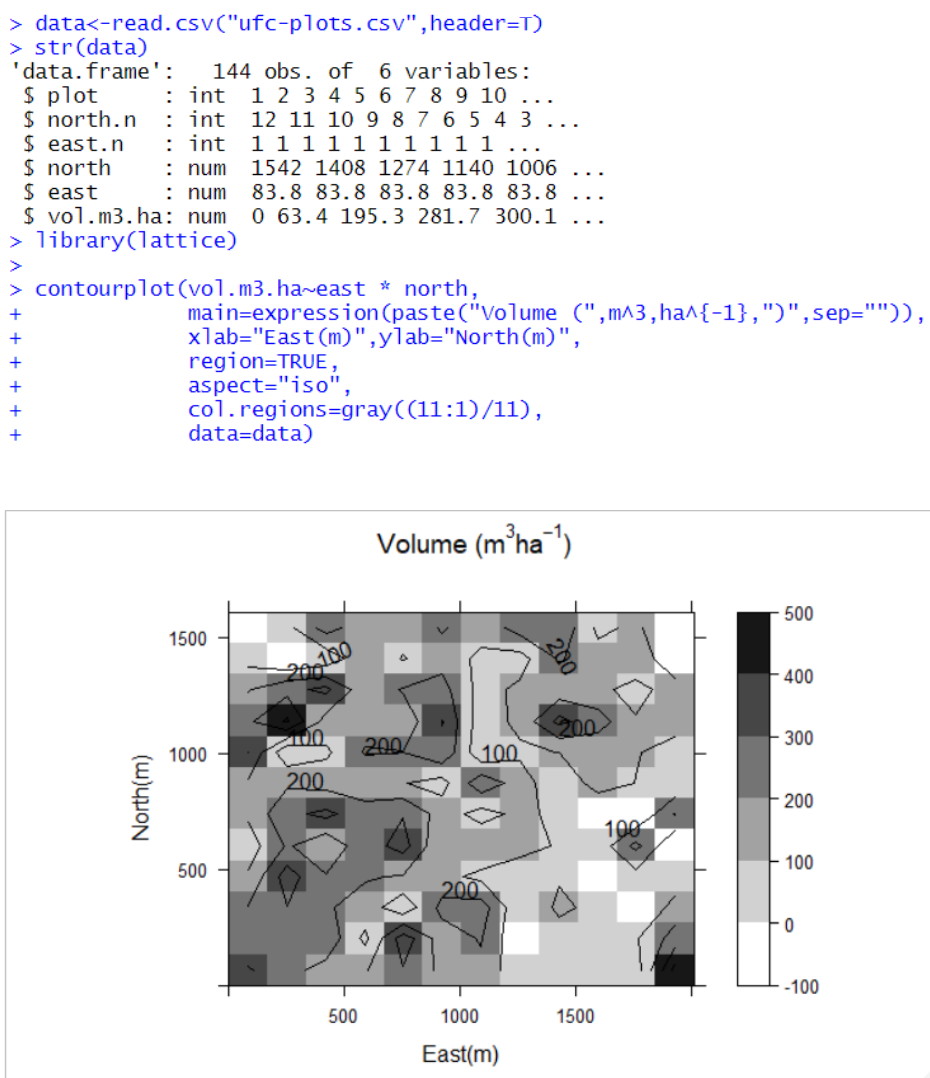 > data<-read.csv("ufc-plots.csv",header=T)
> str(data)
'data.frame':   144 obs. of  6 variables:
 $ plot     : int  1 2 3 4 5 6 7 8 9 10 ...
 $ north.n  : int  12 11 10 9 8 7 6 5 4 3 ...
 $ east.n   : int  1 1 1 1 1 1 1 1 1 1 ...
 $ north    : num  1542 1408 1274 1140 1006 ...
 $ east     : num  83.8 83.8 83.8 83.8 83.8 ...
 $ vol.m3.ha: num  0 63.4 195.3 281.7 300.1 ...
> library(lattice)
>
> contourplot(vol.m3.ha~east * north,
+             main=expression(paste("Volume (",m^3,ha^{-1},")",sep="")),
+             xlab="East(m)",ylab="North(m)",
+             region=TRUE,
+             aspect="iso",
+             col.regions=gray((11:1)/11),
+             data=data)
Volume (m³ha⁻¹)
North(m)
1500
1000
500
100
200
200
100
200
200
200
100
200
100
200
500
400
300
200
100
0
-100
500
1000
1500
East(m)